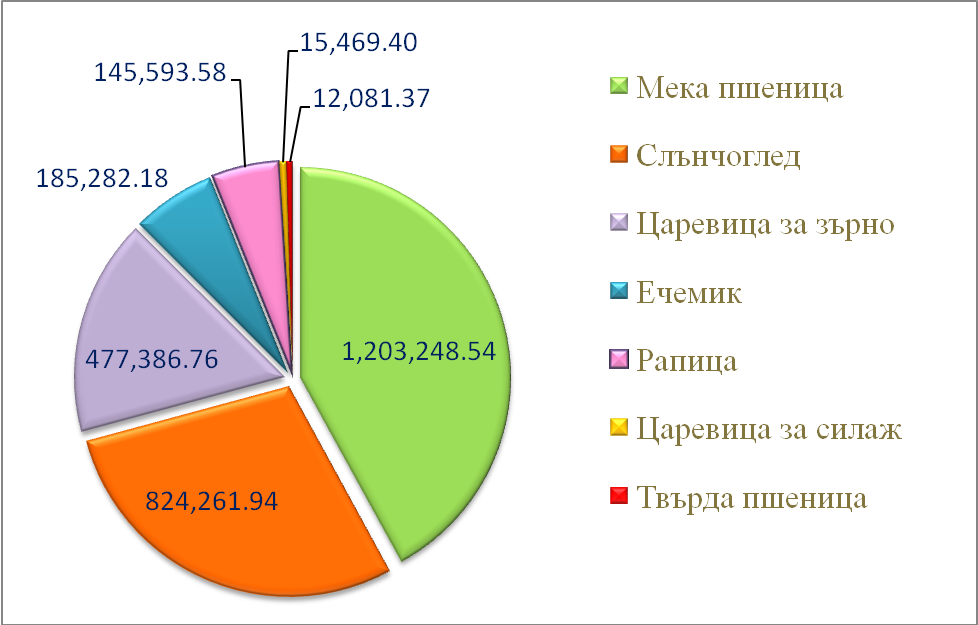 15,469.40
145,593.58
12,081.37
185,282.18
477,386.76
1,203,248.54
824,261.94
Мека пшеница
Слънчоглед
Царевица за зърно
Ечемик
Рапица
Царевица за силаж
Твърда пшеница